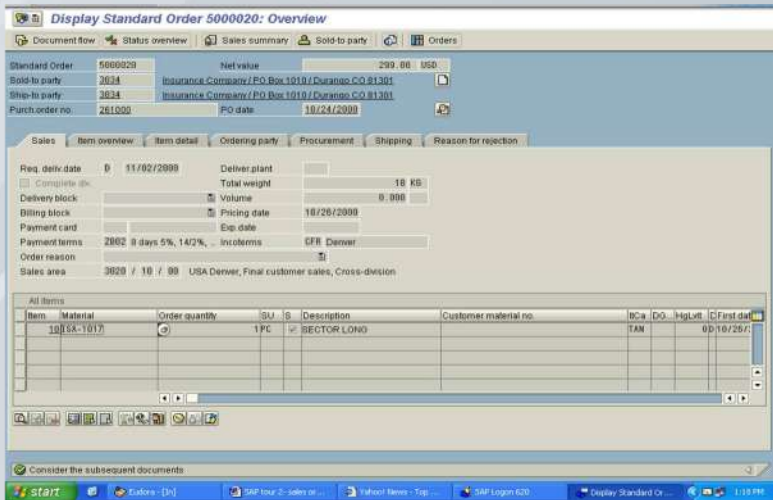 Display Standard Order 5000020: Overview
Document flow Status overview Sales summary Sold-to party Orders
Standard Order 5000020 Net value 299.00 USD
Sold-to party 3034 Insurance Company / PO Box 1010 / Durango CO 81301
Ship-to party 3034 Insurance Company / PO Box 1010 / Durango CO 81301
Purch.order no. 261000 PO date 10/24/2000
Sales Item overview Item detail Ordering party Procurement Shipping Reason for rejection
Req. deliv.date D 11/02/2000 Deliver.plant
Complete dlv. Total weight 10 KG
Delivery block Volume 0.000
Billing block Pricing date 10/26/2000
Payment card Exp.date
Payment terms 2002 0 days 5%, 14/2%, .. Incoterms CFR Denver
Order reason
Sales area 3020 / 10 / 00 USA Denver, Final customer sales, Cross-division
All items
Item Material Order quantity SU S Description Customer material no. ItCa DG... HgLvIt D First dat
10 ISA-1017 1 PC SECTOR LONG TAN 0 D 10/26/
Consider the subsequent documents
start Eudora - [In] SAP tour 2- sales or ... Yahoo! News - Top ... SAP Logon 620 Display Standard Or ... 1:10 PM